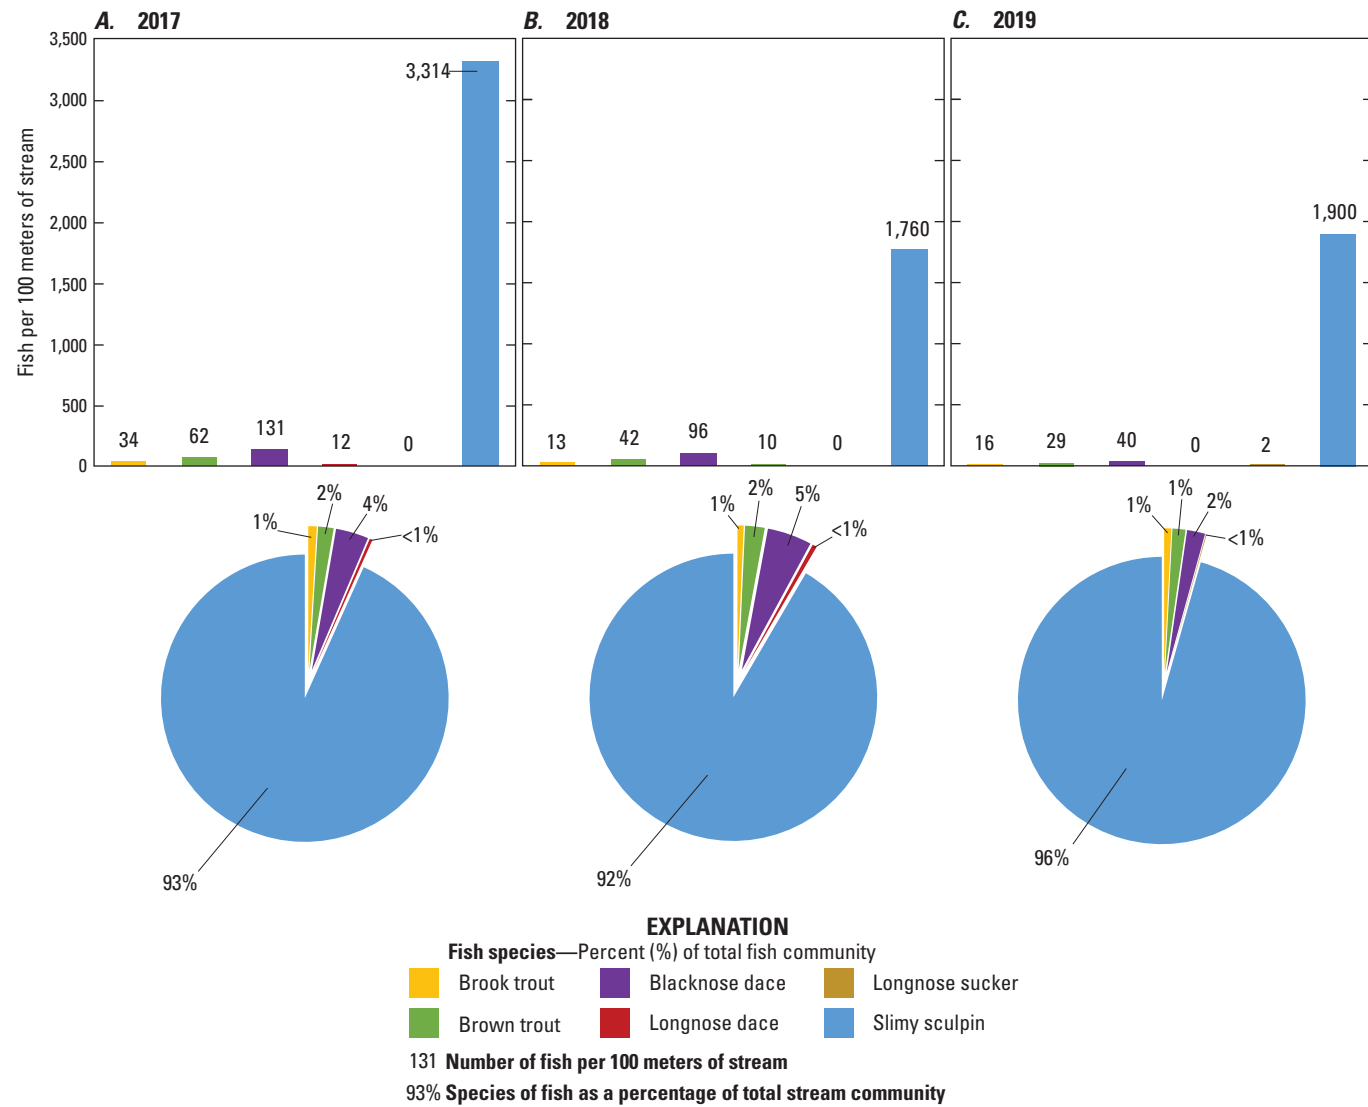 A. 2017
B. 2018
C. 2019
Fish per 100 meters of stream
3,500
3,000
2,500
2,000
1,500
1,000
500
0
34
62
131
12
0
3,314
13
42
96
10
0
1,760
16
29
40
0
2
1,900
1%
2%
4%
<1%
93%
1%
2%
5%
<1%
92%
1%
1%
2%
<1%
96%
EXPLANATION
Fish species—Percent (%) of total fish community
Brook trout
Blacknose dace
Longnose sucker
Brown trout
Longnose dace
Slimy sculpin
131 Number of fish per 100 meters of stream
93% Species of fish as a percentage of total stream community